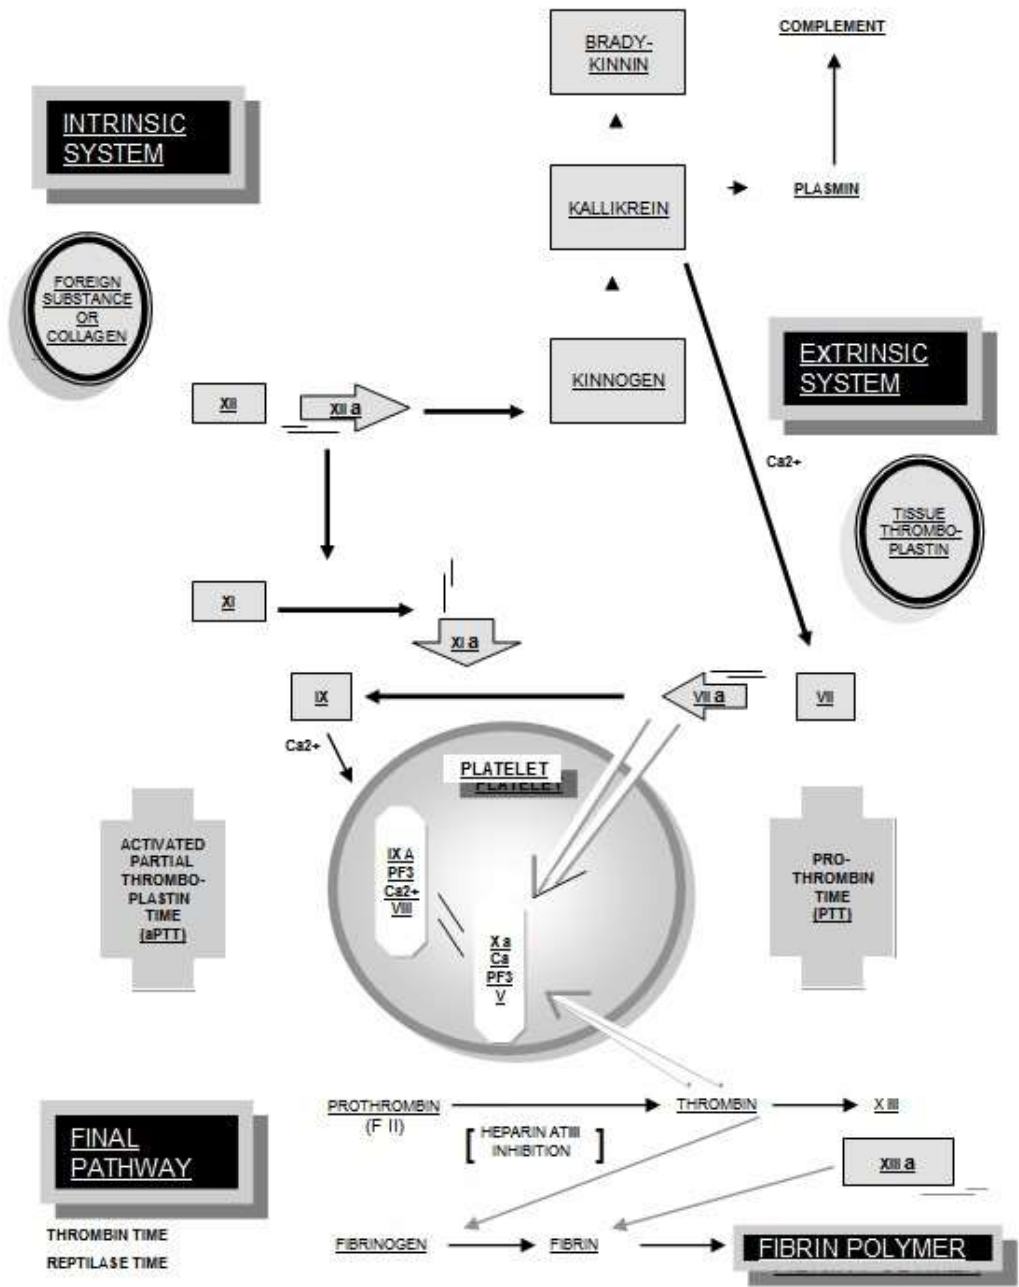 BRADY-
KINNIN
COMPLEMENT
INTRINSIC
SYSTEM
KALLIKREIN
PLASMIN
FOREIGN
SUBSTANCE
OR
COLLAGEN
EXTRINSIC
SYSTEM
KINNOGEN
XII
XII a
Ca2+
TISSUE
THROMBO-
PLASTIN
XI
XI a
IX
VII a
VII
Ca2+
PLATELET
PLATELET
ACTIVATED
PARTIAL
THROMBO-
PLASTIN
TIME
(aPTT)
IX A
PF3
Ca2+
VIII
PRO-
THROMBIN
TIME
(PTT)
Xa
Ca
PF3
V
PROTHROMBIN
(F II)
THROMBIN
X III
[ HEPARIN ATIII
INHIBITION ]
FINAL
PATHWAY
XIII a
THROMBIN TIME
REPTILASE TIME
FIBRINOGEN
FIBRIN
FIBRIN POLYMER